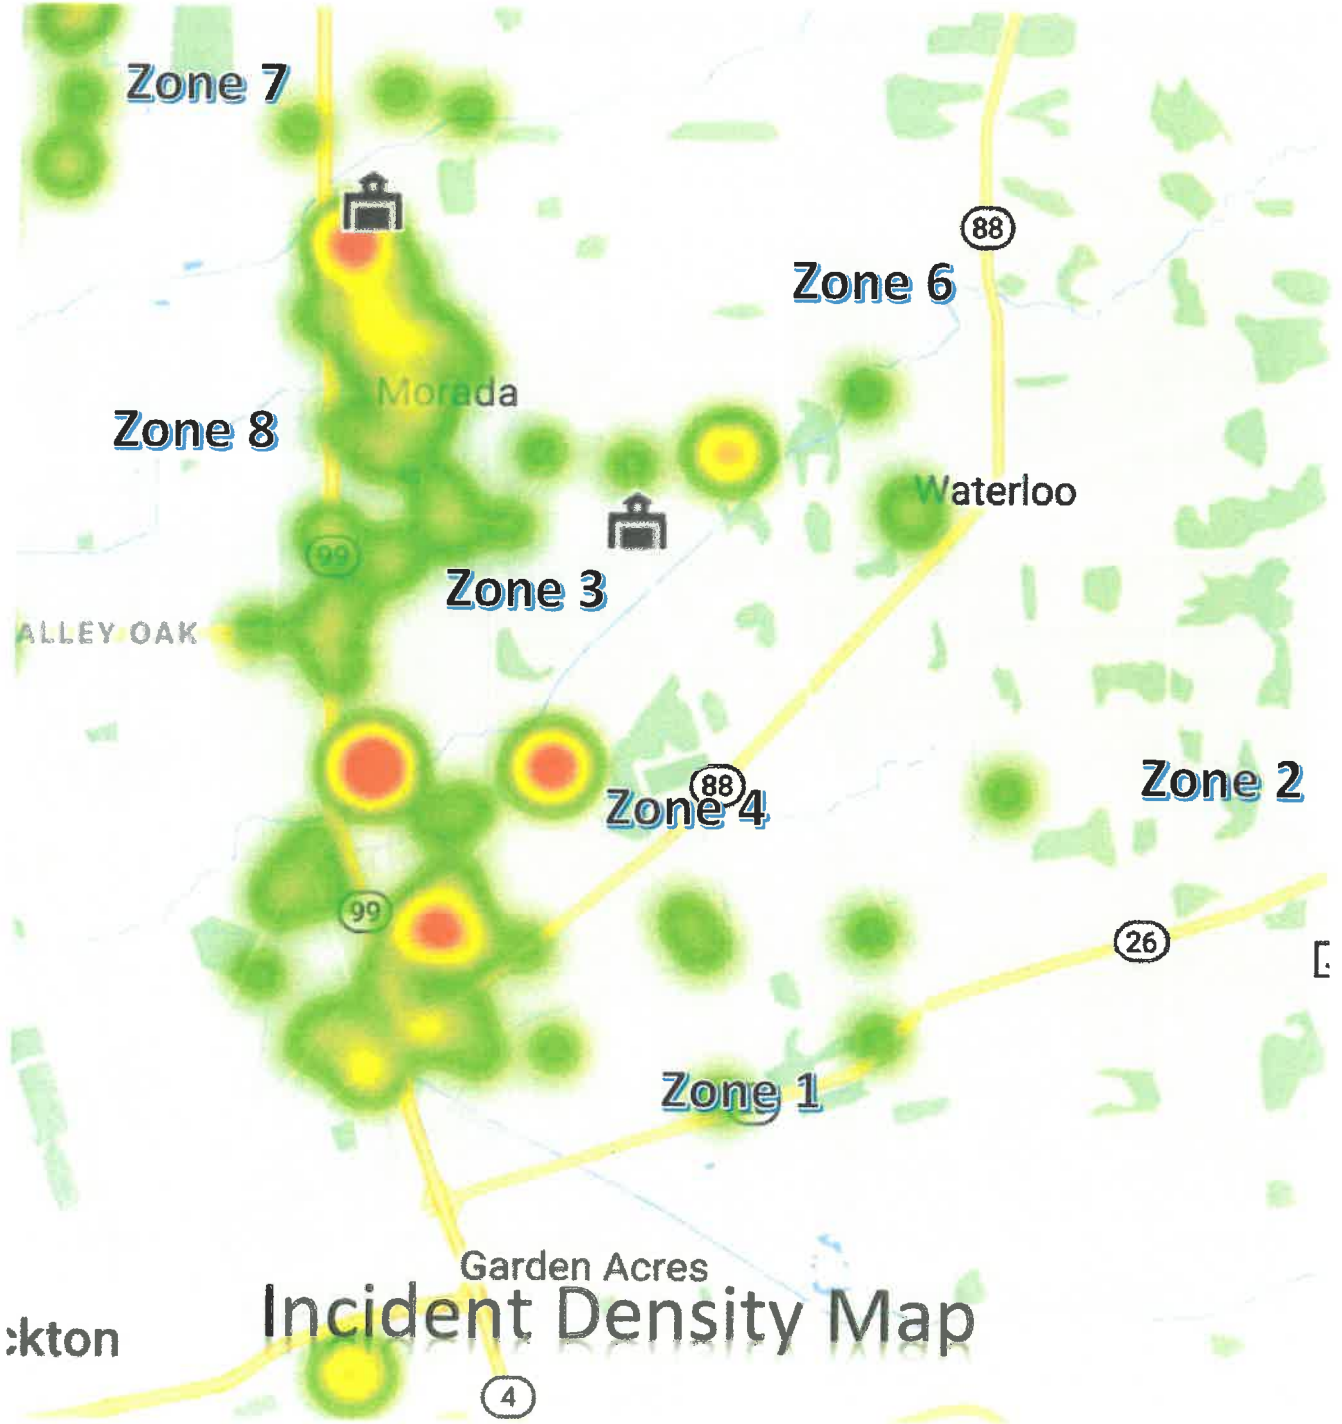 Zone 7
88
Zone 6
Morada
Zone 8
Waterloo
99
Zone 3
ALLEY OAK
88
Zone 2
Zone 4
99
26
Zone 1
Garden Acres
Incident Density Map
ckton
4